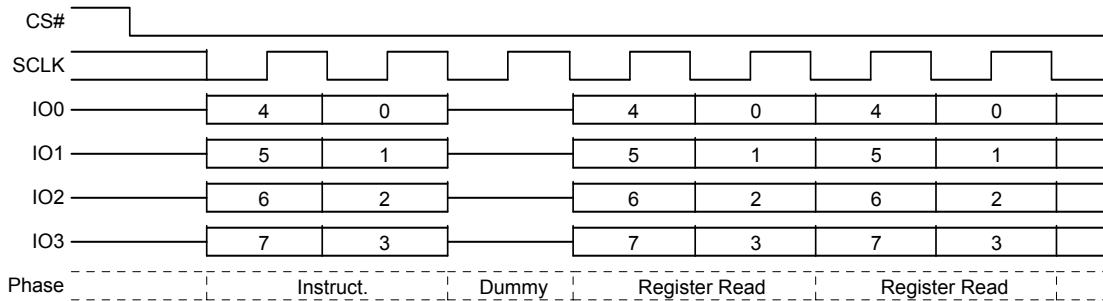 CS#
SCLK
IO0 4 0 4 0 4 0
IO1 5 1 5 1 5 1
IO2 6 2 6 2 6 2
IO3 7 3 7 3 7 3
Phase Instruct. Dummy Register Read Register Read